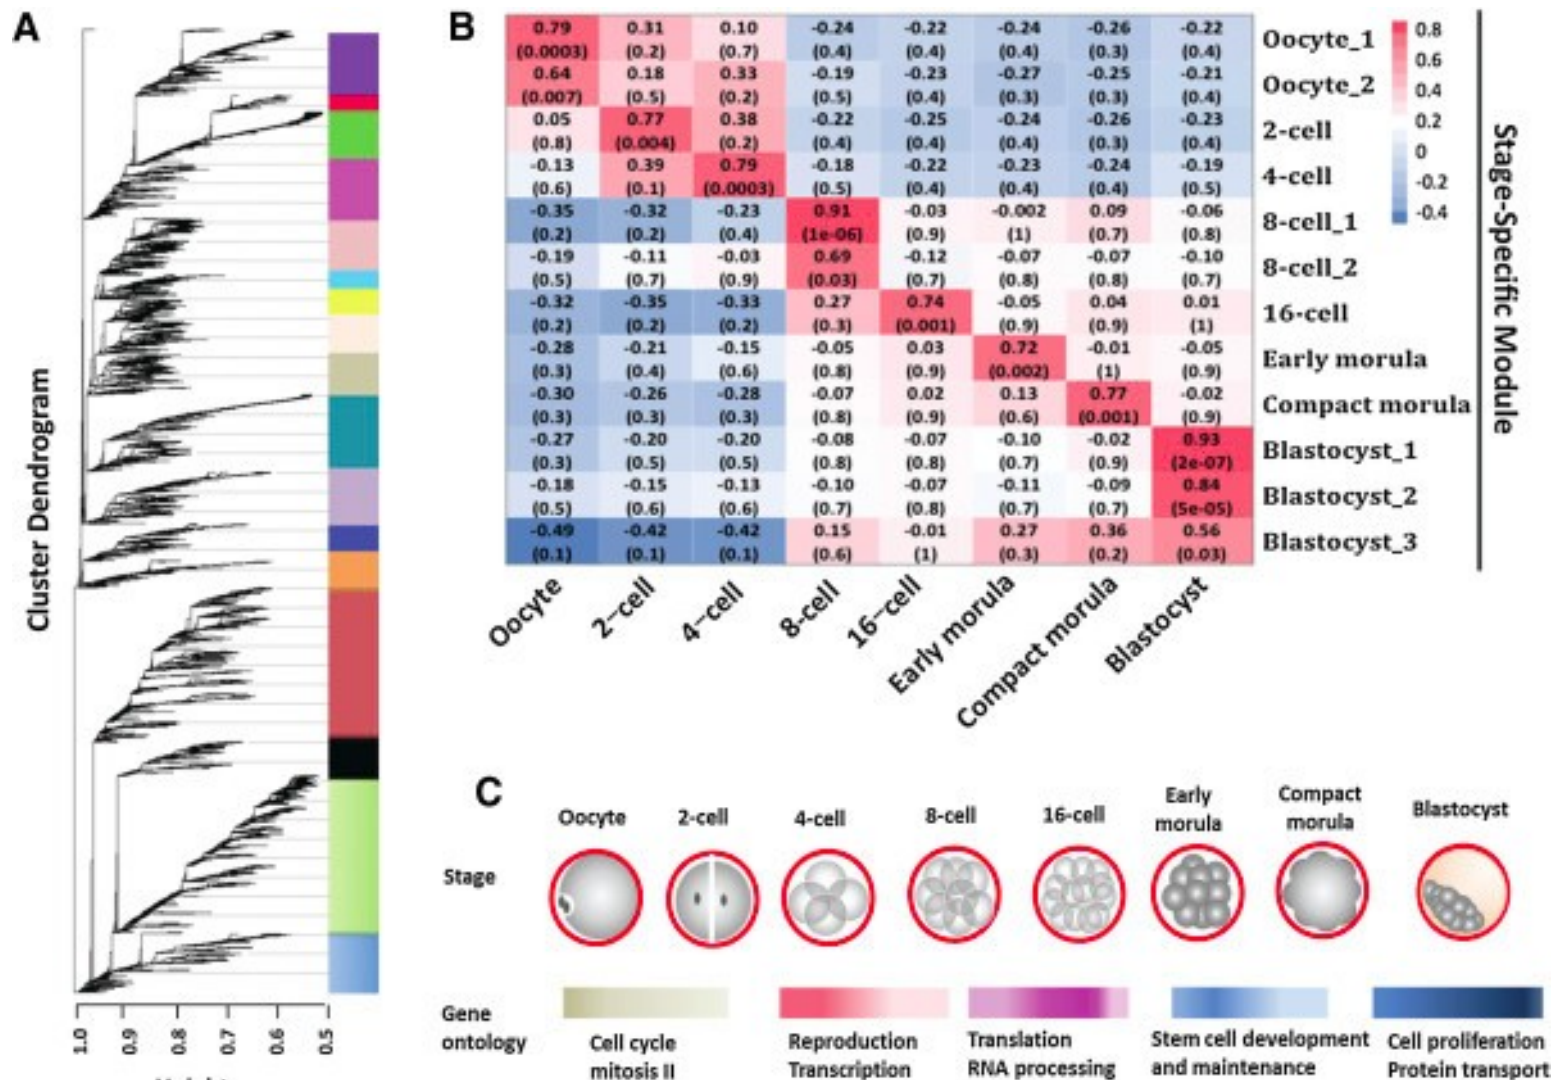 A
Cluster Dendrogram
1.0 0.9 0.8 0.7 0.6 0.5
B
0.79 0.31 0.10 -0.24 -0.22 -0.24 -0.26 -0.22
(0.0003) (0.2) (0.7) (0.4) (0.4) (0.4) (0.3) (0.4)
Oocyte_1
0.64 0.18 0.33 -0.19 -0.23 -0.27 -0.25 -0.21
(0.007) (0.5) (0.2) (0.5) (0.4) (0.3) (0.3) (0.4)
Oocyte_2
0.05 0.77 0.38 -0.22 -0.25 -0.24 -0.26 -0.23
(0.8) (0.004) (0.2) (0.4) (0.4) (0.4) (0.3) (0.4)
2-cell
-0.13 0.39 0.79 -0.18 -0.22 -0.23 -0.24 -0.19
(0.6) (0.1) (0.0003) (0.5) (0.4) (0.4) (0.4) (0.5)
4-cell
-0.35 -0.32 -0.23 0.91 -0.03 -0.002 0.09 -0.06
(0.2) (0.2) (0.4) (1e-06) (0.9) (1) (0.7) (0.8)
8-cell_1
-0.19 -0.11 -0.03 0.69 -0.12 -0.07 -0.07 -0.10
(0.5) (0.7) (0.9) (0.03) (0.7) (0.8) (0.8) (0.7)
8-cell_2
-0.32 -0.35 -0.33 0.27 0.74 -0.05 0.04 0.01
(0.2) (0.2) (0.2) (0.3) (0.001) (0.9) (0.9) (1)
16-cell
-0.28 -0.21 -0.15 -0.05 0.03 0.72 -0.01 -0.05
(0.3) (0.4) (0.6) (0.8) (0.9) (0.002) (1) (0.9)
Early morula
-0.30 -0.26 -0.28 -0.07 0.02 0.13 0.77 -0.02
(0.3) (0.3) (0.3) (0.8) (0.9) (0.6) (0.001) (0.9)
Compact morula
-0.27 -0.20 -0.20 -0.08 -0.07 -0.10 -0.02 0.93
(0.3) (0.5) (0.5) (0.8) (0.8) (0.7) (0.9) (2e-07)
Blastocyst_1
-0.18 -0.15 -0.13 -0.10 -0.07 -0.11 -0.09 0.84
(0.5) (0.6) (0.6) (0.7) (0.8) (0.7) (0.7) (5e-05)
Blastocyst_2
-0.49 -0.42 -0.42 0.15 -0.01 0.27 0.36 0.56
(0.1) (0.1) (0.1) (0.6) (1) (0.3) (0.2) (0.03)
Blastocyst_3
Oocyte 2-cell 4-cell 8-cell 16-cell Early morula Compact morula Blastocyst
0.8
0.6
0.4
0.2
0
-0.2
-0.4
Stage-Specific Module
C
Stage
Oocyte
2-cell
4-cell
8-cell
16-cell
Early
morula
Compact
morula
Blastocyst
Gene
ontology
Cell cycle
mitosis II
Reproduction
Transcription
Translation
RNA processing
Stem cell development
and maintenance
Cell proliferation
Protein transport